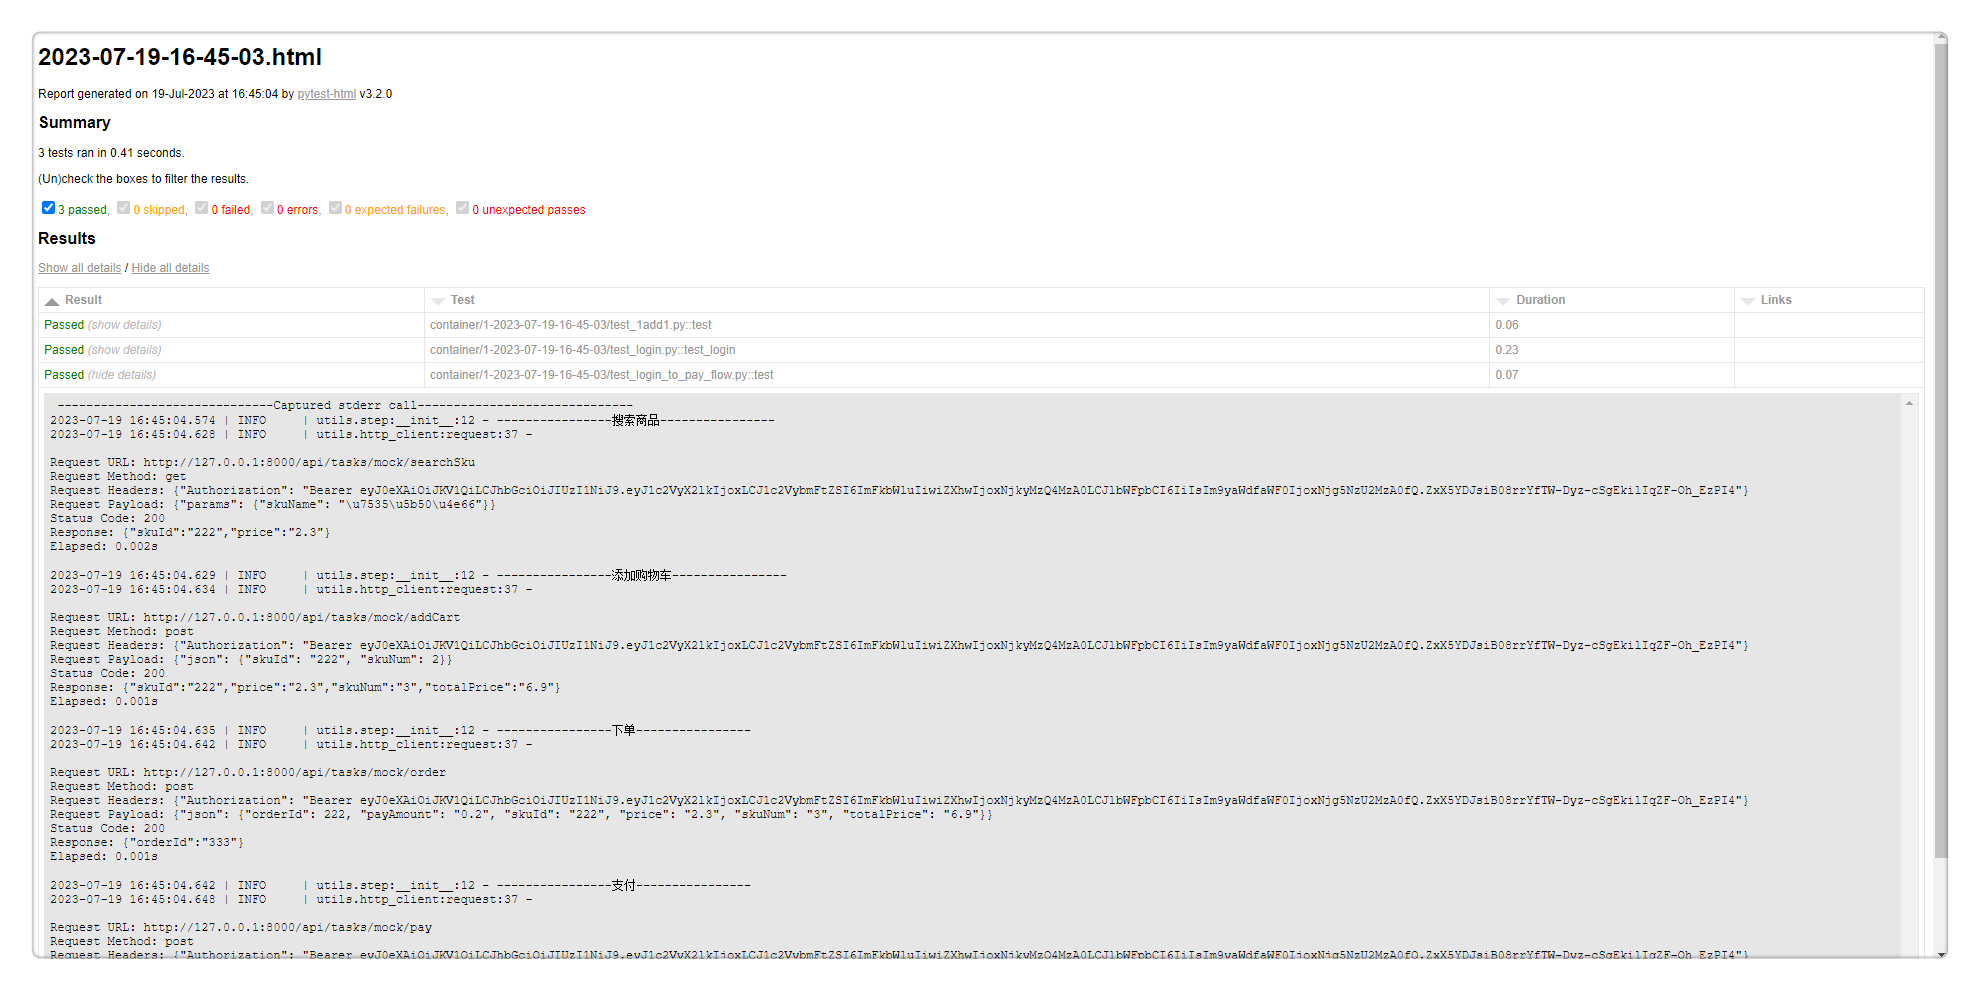 2023-07-19-16-45-03.html
Report generated on 19-Jul-2023 at 16:45:04 by pytest-html v3.2.0
Summary
3 tests ran in 0.41 seconds.
(Un)check the boxes to filter the results.
3 passed, 0 skipped, 0 failed, 0 errors, 0 expected failures, 0 unexpected passes
Results
Show all details / Hide all details
Result Test Duration Links
Passed (show details) container/1-2023-07-19-16-45-03/test_1add1.py::test 0.06
Passed (show details) container/1-2023-07-19-16-45-03/test_login.py::test_login 0.23
Passed (hide details) container/1-2023-07-19-16-45-03/test_login_to_pay_flow.py::test 0.07
------------------------------Captured stderr call------------------------------
2023-07-19 16:45:04.574 | INFO     | utils.step:__init__:12 - ----------------搜索商品----------------
2023-07-19 16:45:04.628 | INFO     | utils.http_client:request:37 -
Request URL: http://127.0.0.1:8000/api/tasks/mock/searchSku
Request Method: get
Request Headers: {"Authorization": "Bearer eyJ0eXAiOiJKV1QiLCJhbGciOiJIUzI1NiJ9.eyJ1c2VyX2lkIjoxLCJ1c2VybmFtZSI6ImFkbWluIiwiZXhwIjoxNjkyMzQ4MzA0LCJlbWFpbCI6IiIsIm9yaWdfaWF0IjoxNjg5NzU2MzA0fQ.ZxX5YDJsiB08rrYfTW-Dyz-cSgEkilIqZF-Oh_EzPI4"}
Request Payload: {"params": {"skuName": "\u7535\u5b50\u4e66"}}
Status Code: 200
Response: {"skuId":"222","price":"2.3"}
Elapsed: 0.002s
2023-07-19 16:45:04.629 | INFO     | utils.step:__init__:12 - ----------------添加购物车----------------
2023-07-19 16:45:04.634 | INFO     | utils.http_client:request:37 -
Request URL: http://127.0.0.1:8000/api/tasks/mock/addCart
Request Method: post
Request Headers: {"Authorization": "Bearer eyJ0eXAiOiJKV1QiLCJhbGciOiJIUzI1NiJ9.eyJ1c2VyX2lkIjoxLCJ1c2VybmFtZSI6ImFkbWluIiwiZXhwIjoxNjkyMzQ4MzA0LCJlbWFpbCI6IiIsIm9yaWdfaWF0IjoxNjg5NzU2MzA0fQ.ZxX5YDJsiB08rrYfTW-Dyz-cSgEkilIqZF-Oh_EzPI4"}
Request Payload: {"json": {"skuId": "222", "skuNum": 2}}
Status Code: 200
Response: {"skuId":"222","price":"2.3","skuNum":"3","totalPrice":"6.9"}
Elapsed: 0.001s
2023-07-19 16:45:04.635 | INFO     | utils.step:__init__:12 - ----------------下单----------------
2023-07-19 16:45:04.642 | INFO     | utils.http_client:request:37 -
Request URL: http://127.0.0.1:8000/api/tasks/mock/order
Request Method: post
Request Headers: {"Authorization": "Bearer eyJ0eXAiOiJKV1QiLCJhbGciOiJIUzI1NiJ9.eyJ1c2VyX2lkIjoxLCJ1c2VybmFtZSI6ImFkbWluIiwiZXhwIjoxNjkyMzQ4MzA0LCJlbWFpbCI6IiIsIm9yaWdfaWF0IjoxNjg5NzU2MzA0fQ.ZxX5YDJsiB08rrYfTW-Dyz-cSgEkilIqZF-Oh_EzPI4"}
Request Payload: {"json": {"orderId": 222, "payAmount": "0.2", "skuId": "222", "price": "2.3", "skuNum": "3", "totalPrice": "6.9"}}
Status Code: 200
Response: {"orderId":"333"}
Elapsed: 0.001s
2023-07-19 16:45:04.642 | INFO     | utils.step:__init__:12 - ----------------支付----------------
2023-07-19 16:45:04.648 | INFO     | utils.http_client:request:37 -
Request URL: http://127.0.0.1:8000/api/tasks/mock/pay
Request Method: post
Request Headers: {"Authorization": "Bearer eyJ0eXAiOiJKV1QiLCJhbGciOiJIUzI1NiJ9.eyJ1c2VyX2lkIjoxLCJ1c2VybmFtZSI6ImFkbWluIiwiZXhwIjoxNjkyMzQ4MzA0LCJlbWFpbCI6IiIsIm9yaWdfaWF0IjoxNjg5NzU2MzA0fQ.ZxX5YDJsiB08rrYfTW-Dyz-cSgEkilIqZF-Oh_EzPI4"}